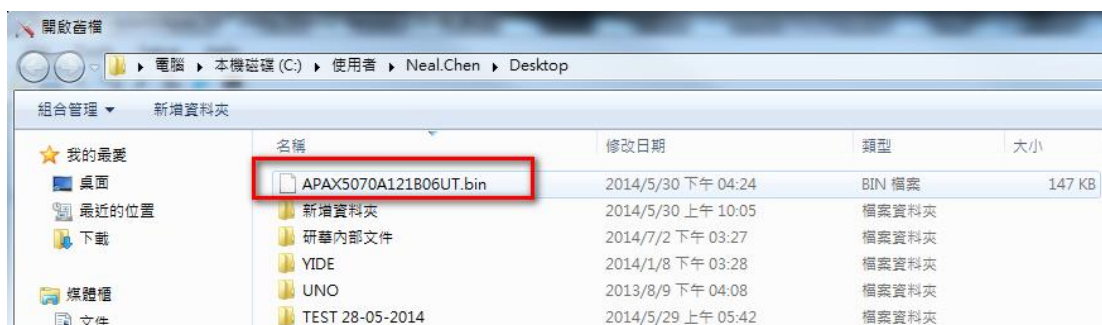 開啟舊檔
電腦 ▸ 本機磁碟 (C:) ▸ 使用者 ▸ Neal.Chen ▸ Desktop
組合管理 ▼ 新增資料夾
我的最愛
桌面
最近的位置
下載
媒體櫃
文件
名稱 修改日期 類型 大小
APAX5070A121B06UT.bin 2014/5/30 下午 04:24 BIN 檔案 147 KB
新增資料夾 2014/5/30 上午 10:05 檔案資料夾
研華內部文件 2014/7/2 下午 03:27 檔案資料夾
YIDE 2014/1/8 下午 03:28 檔案資料夾
UNO 2013/8/9 下午 04:08 檔案資料夾
TEST 28-05-2014 2014/5/29 上午 05:42 檔案資料夾